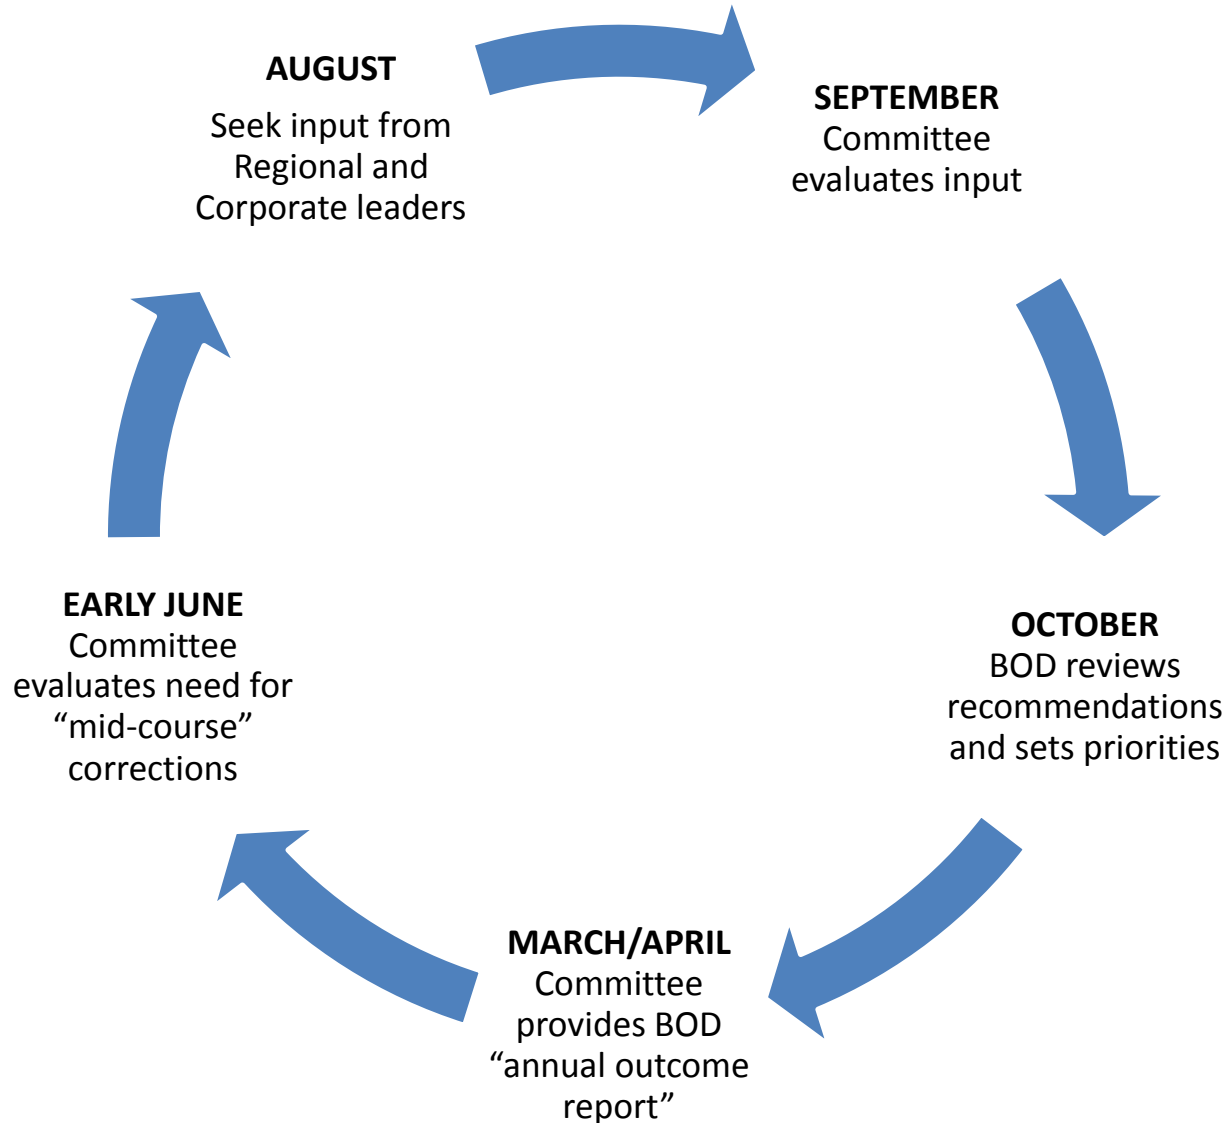 AUGUST
Seek input from
Regional and
Corporate leaders
SEPTEMBER
Committee
evaluates input
OCTOBER
BOD reviews
recommendations
and sets priorities
MARCH/APRIL
Committee
provides BOD
“annual outcome
report”
EARLY JUNE
Committee
evaluates need for
“mid-course”
corrections